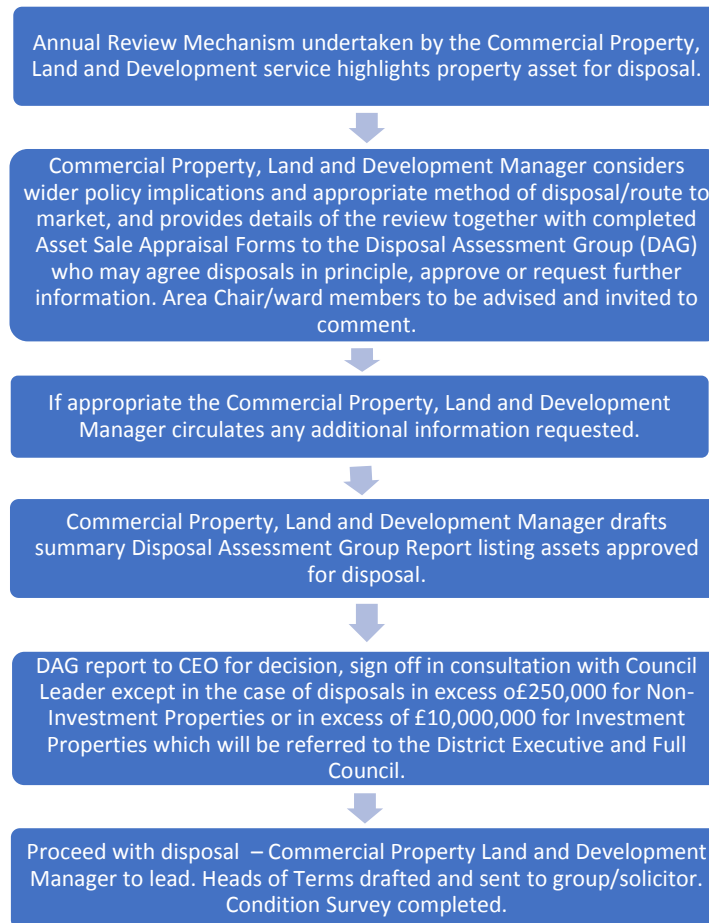 Annual Review Mechanism undertaken by the Commercial Property,
Land and Development service highlights property asset for disposal.
Commercial Property, Land and Development Manager considers
wider policy implications and appropriate method of disposal/route to
market, and provides details of the review together with completed
Asset Sale Appraisal Forms to the Disposal Assessment Group (DAG)
who may agree disposals in principle, approve or request further
information. Area Chair/ward members to be advised and invited to
comment.
If appropriate the Commercial Property, Land and Development
Manager circulates any additional information requested.
Commercial Property, Land and Development Manager drafts
summary Disposal Assessment Group Report listing assets approved
for disposal.
DAG report to CEO for decision, sign off in consultation with Council
Leader except in the case of disposals in excess o£250,000 for Non-
Investment Properties or in excess of £10,000,000 for Investment
Properties which will be referred to the District Executive and Full
Council.
Proceed with disposal – Commercial Property Land and Development
Manager to lead. Heads of Terms drafted and sent to group/solicitor.
Condition Survey completed.